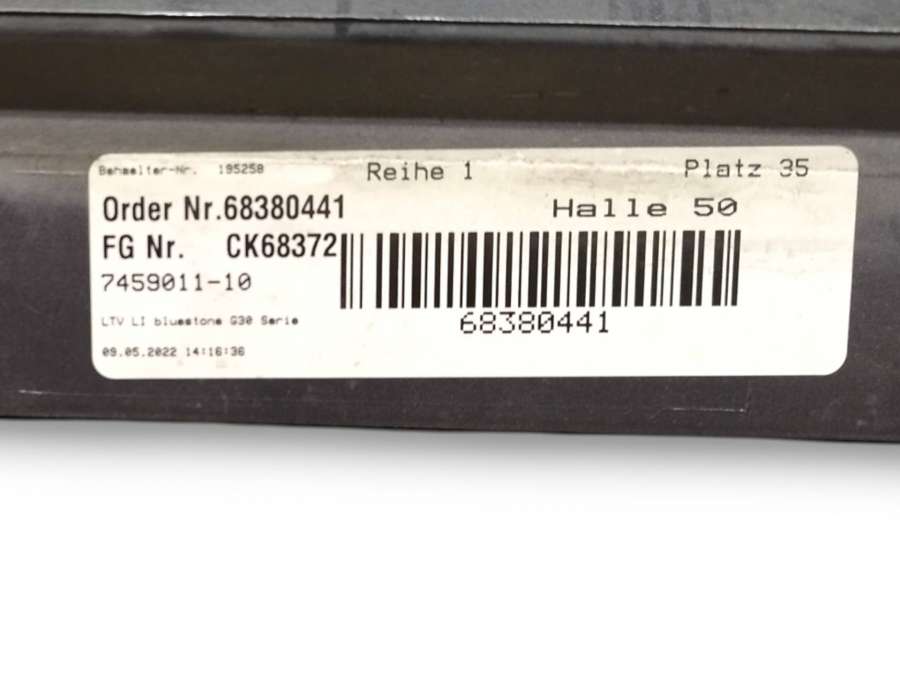 Behaelter-Nr. 195258 Reihe 1 Platz 35
Order Nr.68380441 Halle 50
FG Nr. CK68372
7459011-10
68380441
LTV LI bluestone G30 Serie
09.05.2022 14:16:36